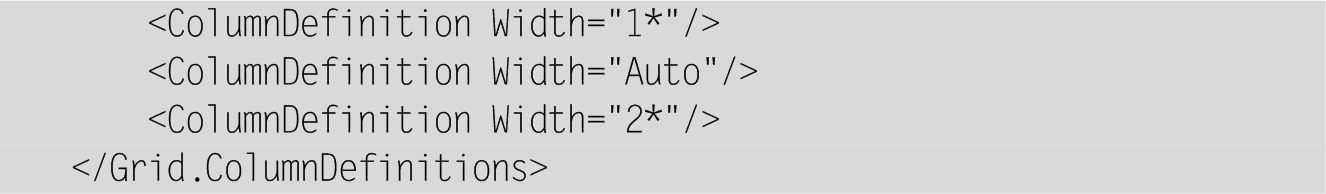 <ColumnDefinition Width="1*"/>
<ColumnDefinition Width="Auto"/>
<ColumnDefinition Width="2*"/>
</Grid.ColumnDefinitions>